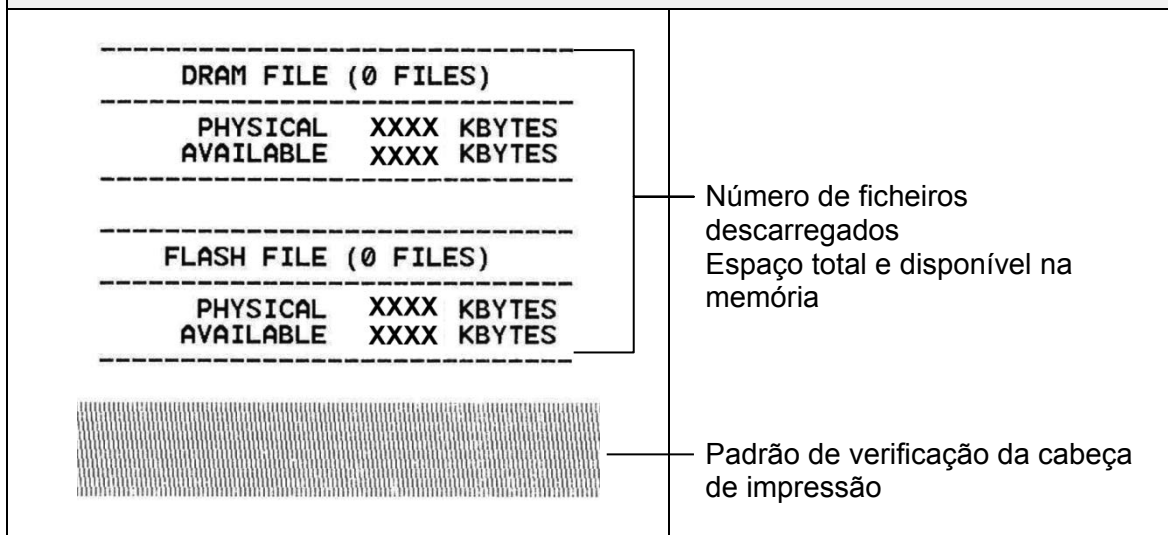 DRAM FILE (0 FILES)
PHYSICAL XXXX KBYTES
AVAILABLE XXXX KBYTES
FLASH FILE (0 FILES)
PHYSICAL XXXX KBYTES
AVAILABLE XXXX KBYTES
Número de ficheiros
descarregados
Espaço total e disponível na
memória
Padrão de verificação da cabeça
de impressão